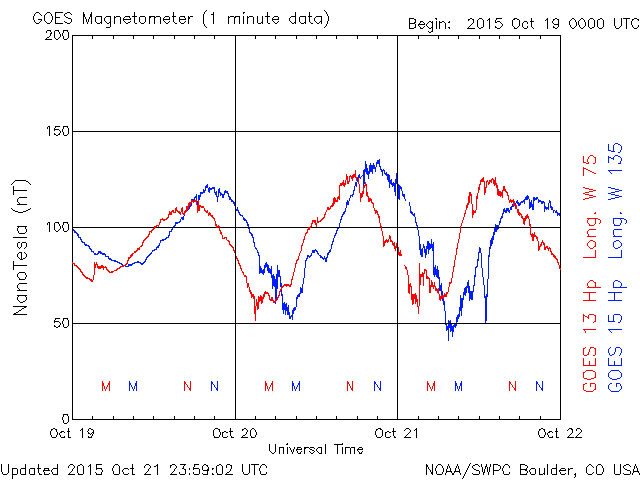 GOES Magnetometer (1 minute data)
Begin: 2015 Oct 19 0000 UTC
200
150
100
50
0
NanoTesla (nT)
M M N N M M N N M M N N
Oct 19 Oct 20 Oct 21 Oct 22
Universal Time
GOES 13 Hp Long. W 75
GOES 15 Hp Long. W 135
Updated 2015 Oct 21 23:59:02 UTC
NOAA/SWPC Boulder, CO USA